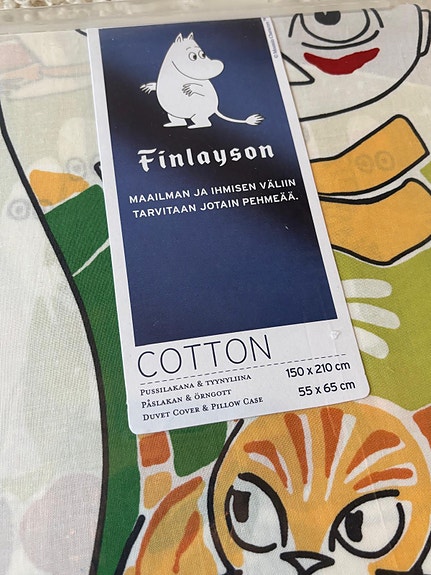 Finlayson
MAAILMAN JA IHMISEN VÄLIIN
TARVITAAN JOTAIN PEHMEÄÄ.
COTTON
PUSSILAKANA & TYYNYLIINA
PÅSLAKAN & ÖRNGOTT
DUVET COVER & PILLOW CASE
150 x 210 cm
55 x 65 cm